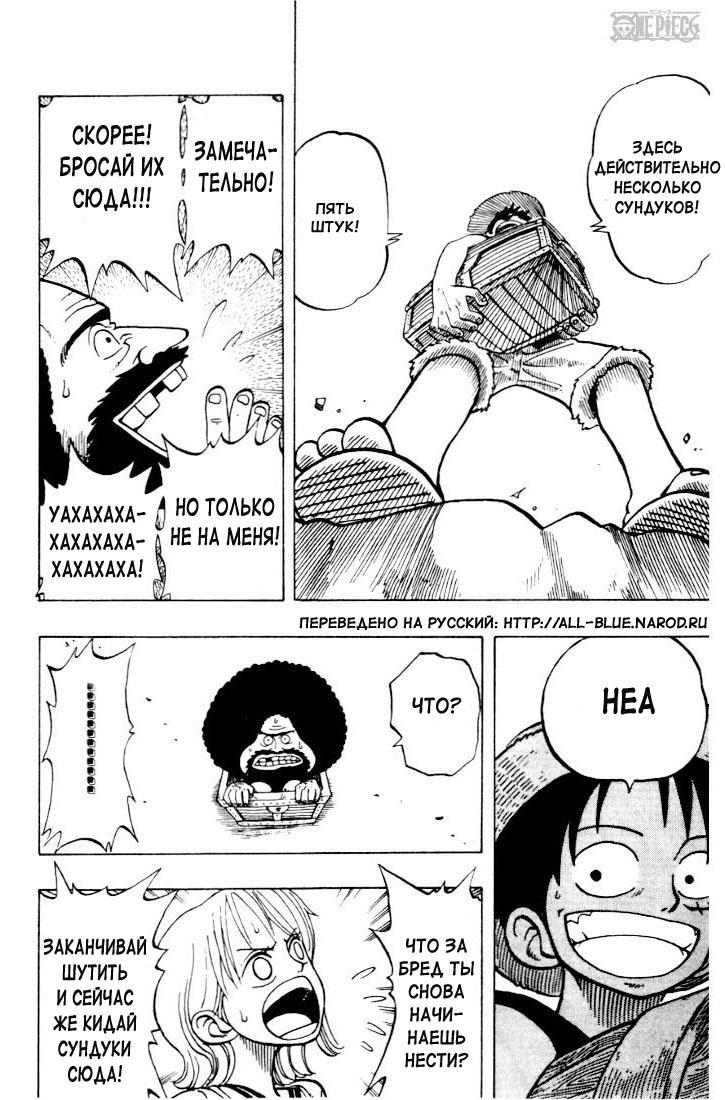 ONE PIECE
ЗДЕСЬ
ДЕЙСТВИТЕЛЬНО
НЕСКОЛЬКО
СУНДУКОВ!
ПЯТЬ
ШТУК!
ЗАМЕЧА-
ТЕЛЬНО!
СКОРЕЕ!
БРОСАЙ ИХ
СЮДА!!!
НО ТОЛЬКО
НЕ НА МЕНЯ!
УАХАХАХА-
ХАХАХАХА-
ХАХАХАХА!
ПЕРЕВЕДЕНО НА РУССКИЙ: HTTP://ALL-BLUE.NAROD.RU
НЕА
ЧТО?
ЧТО ЗА
БРЕД ТЫ
СНОВА
НАЧИ-
НАЕШЬ
НЕСТИ?
ЗАКАНЧИВАЙ
ШУТИТЬ
И СЕЙЧАС
ЖЕ КИДАЙ
СУНДУКИ
СЮДА!